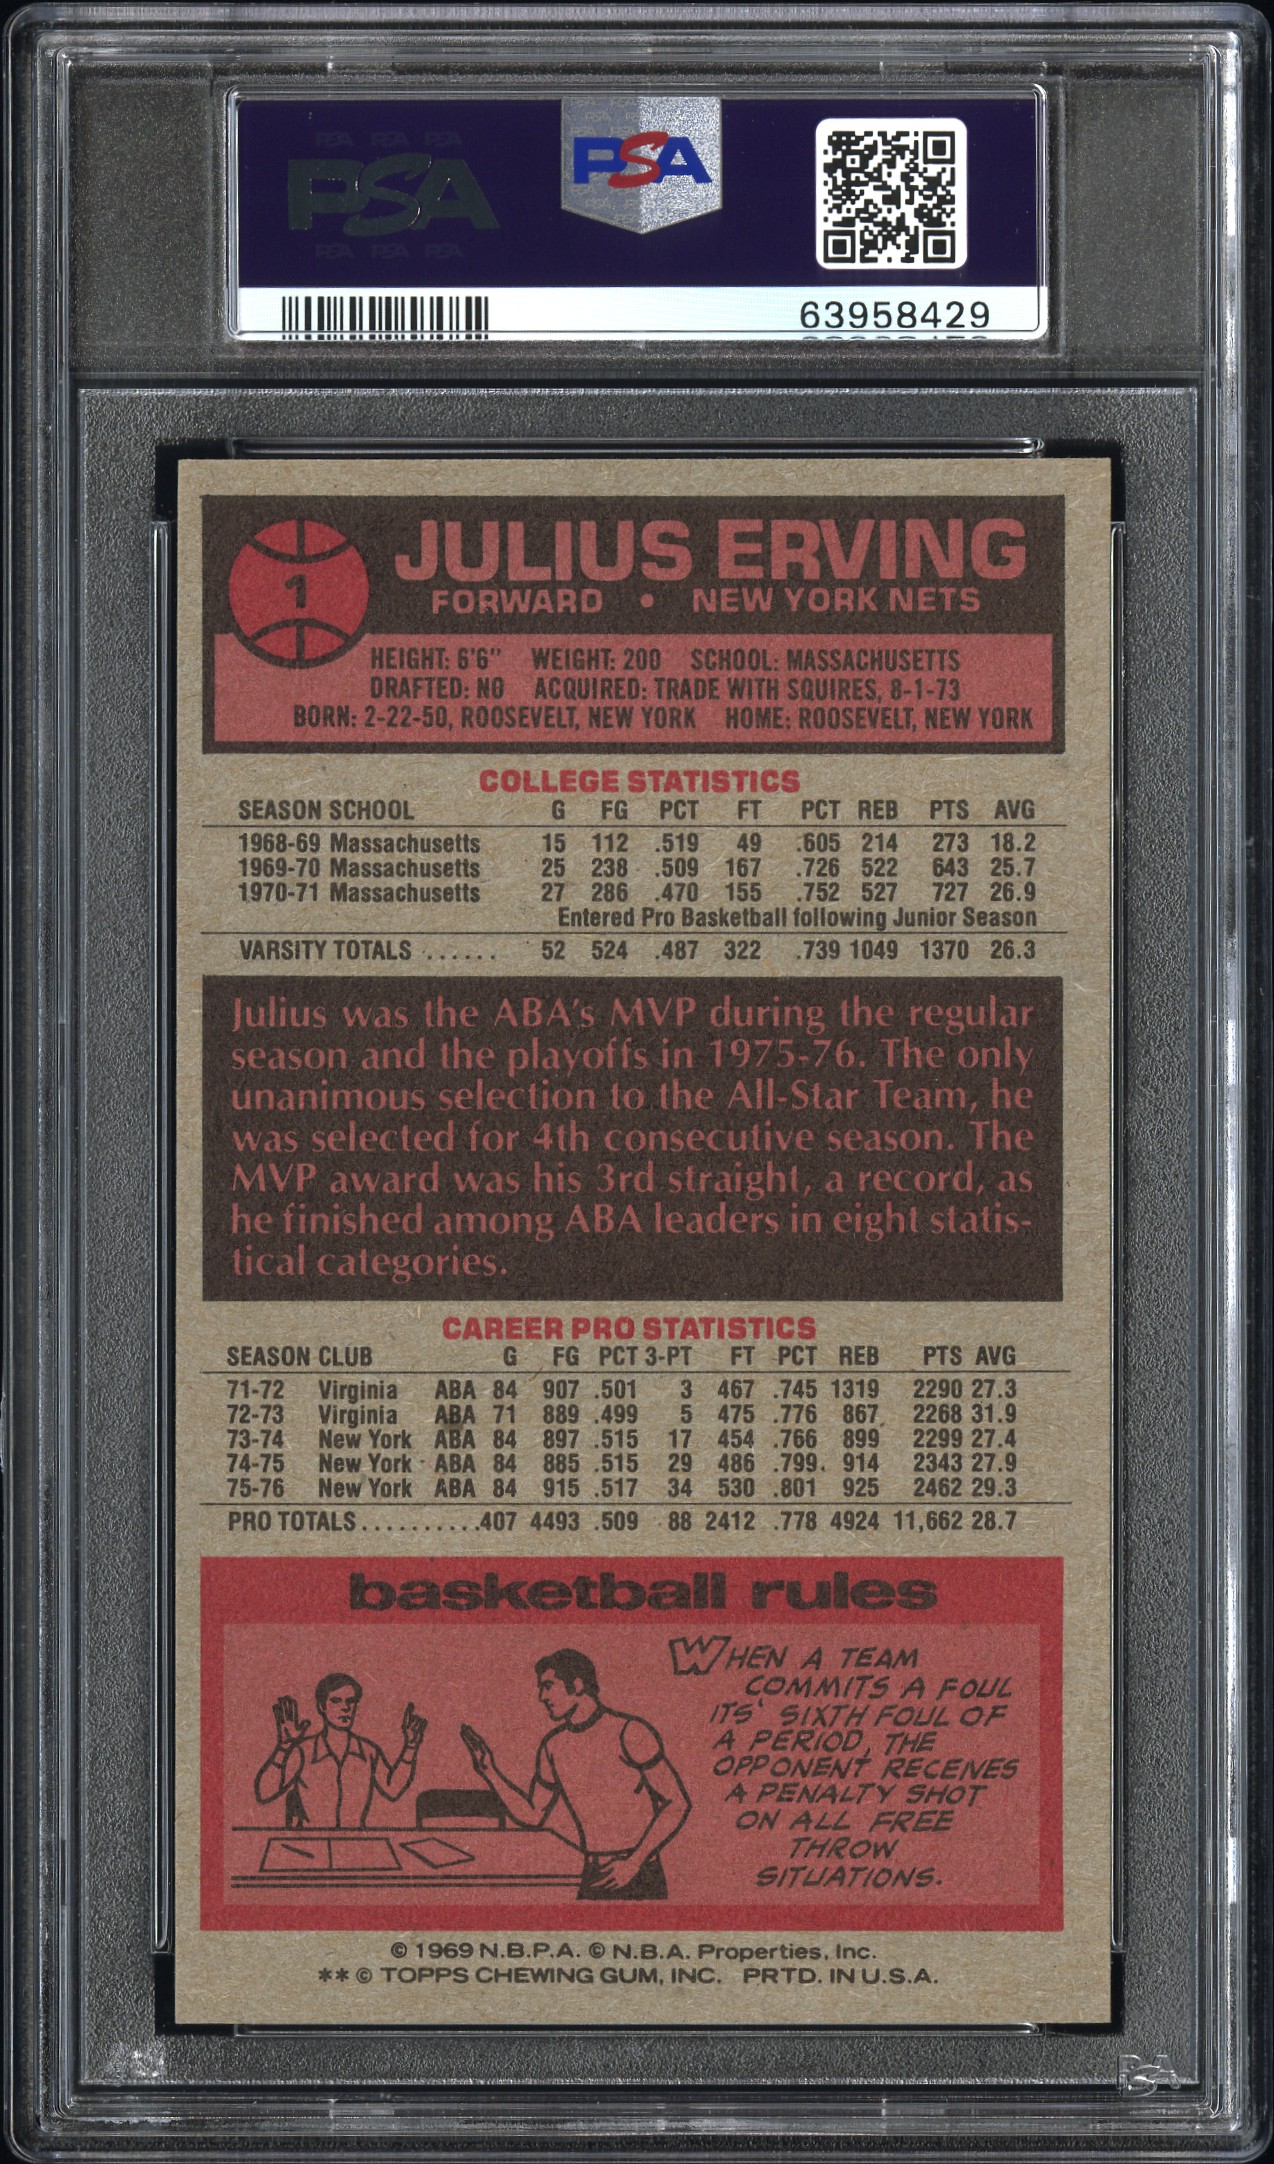 PSA PSA PSA
PSA
PSA PSA PSA
PSA
63958429
1
JULIUS ERVING
FORWARD • NEW YORK NETS
HEIGHT: 6'6" WEIGHT: 200 SCHOOL: MASSACHUSETTS
DRAFTED: NO ACQUIRED: TRADE WITH SQUIRES, 8-1-73
BORN: 2-22-50, ROOSEVELT, NEW YORK HOME: ROOSEVELT, NEW YORK
COLLEGE STATISTICS
SEASON SCHOOL G FG PCT FT PCT REB PTS AVG
1968-69 Massachusetts 15 112 .519 49 .605 214 273 18.2
1969-70 Massachusetts 25 238 .509 167 .726 522 643 25.7
1970-71 Massachusetts 27 286 .470 155 .752 527 727 26.9
Entered Pro Basketball following Junior Season
VARSITY TOTALS ...... 52 524 .487 322 .739 1049 1370 26.3
Julius was the ABA's MVP during the regular
season and the playoffs in 1975-76. The only
unanimous selection to the All-Star Team, he
was selected for 4th consecutive season. The
MVP award was his 3rd straight, a record, as
he finished among ABA leaders in eight statis-
tical categories.
CAREER PRO STATISTICS
SEASON CLUB G FG PCT 3-PT FT PCT REB PTS AVG
71-72 Virginia ABA 84 907 .501 3 467 .745 1319 2290 27.3
72-73 Virginia ABA 71 889 .499 5 475 .776 867 2268 31.9
73-74 New York ABA 84 897 .515 17 454 .766 899 2299 27.4
74-75 New York ABA 84 885 .515 29 486 .799 914 2343 27.9
75-76 New York ABA 84 915 .517 34 530 .801 925 2462 29.3
PRO TOTALS..........407 4493 .509 88 2412 .778 4924 11,662 28.7
basketball rules
WHEN A TEAM
COMMITS A FOUL
ITS' SIXTH FOUL OF
A PERIOD, THE
OPPONENT RECEIVES
A PENALTY SHOT
ON ALL FREE
THROW
SITUATIONS.
© 1969 N.B.P.A. © N.B.A. Properties, Inc.
** © TOPPS CHEWING GUM, INC. PRTD. IN U.S.A.
PSA